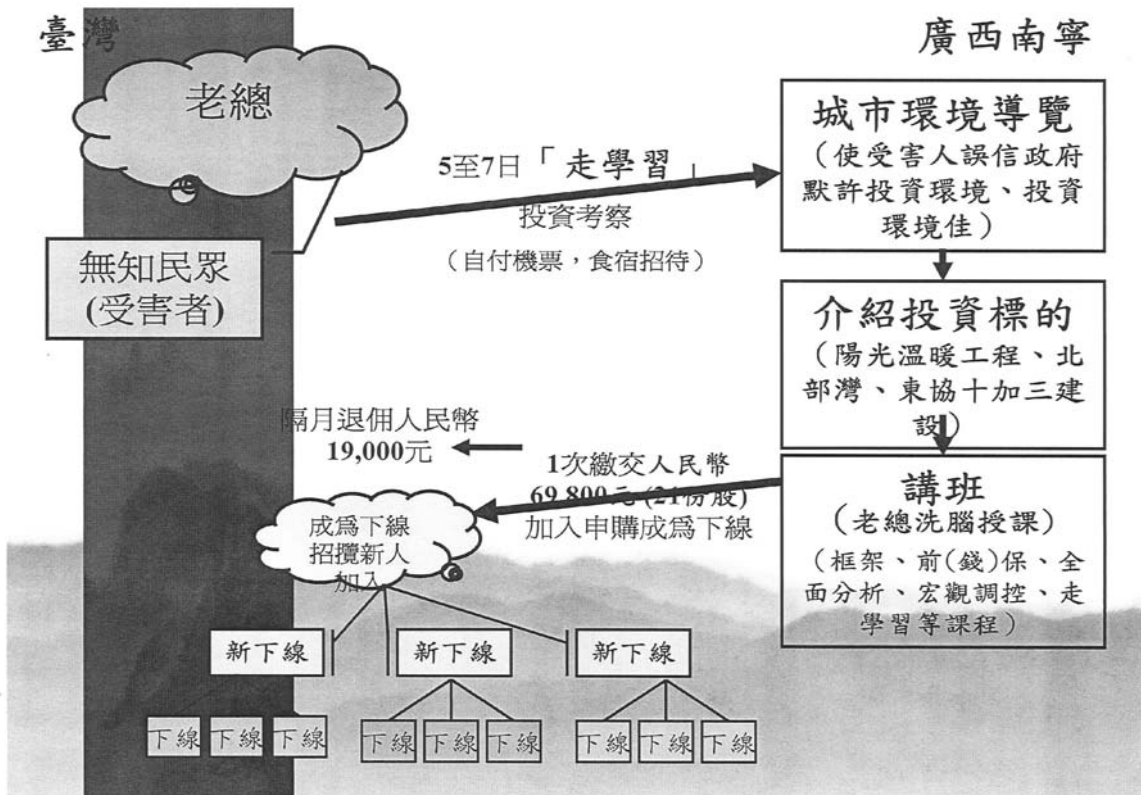 臺灣
廣西南寧
老總
無知民眾
(受害者)
5至7日「走學習」
投資考察
(自付機票，食宿招待)
城市環境導覽
(使受害人誤信政府
默許投資環境、投資
環境佳)
介紹投資標的
(陽光溫暖工程、北
部灣、東協十加三建
設)
講班
(老總洗腦授課)
(框架、前(錢)保、全
面分析、宏觀調控、走
學習等課程)
1次繳交人民幣
69,800元(21份股)
加入申購成為下線
隔月退佣人民幣
19,000元
成為下線
招攬新人
加入
新下線
新下線
新下線
下線
下線
下線
下線
下線
下線
下線
下線
下線